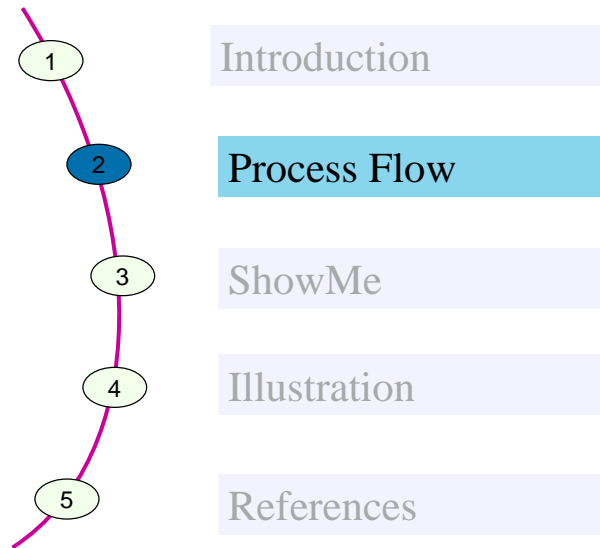 1 Introduction
2 Process Flow
3 ShowMe
4 Illustration
5 References